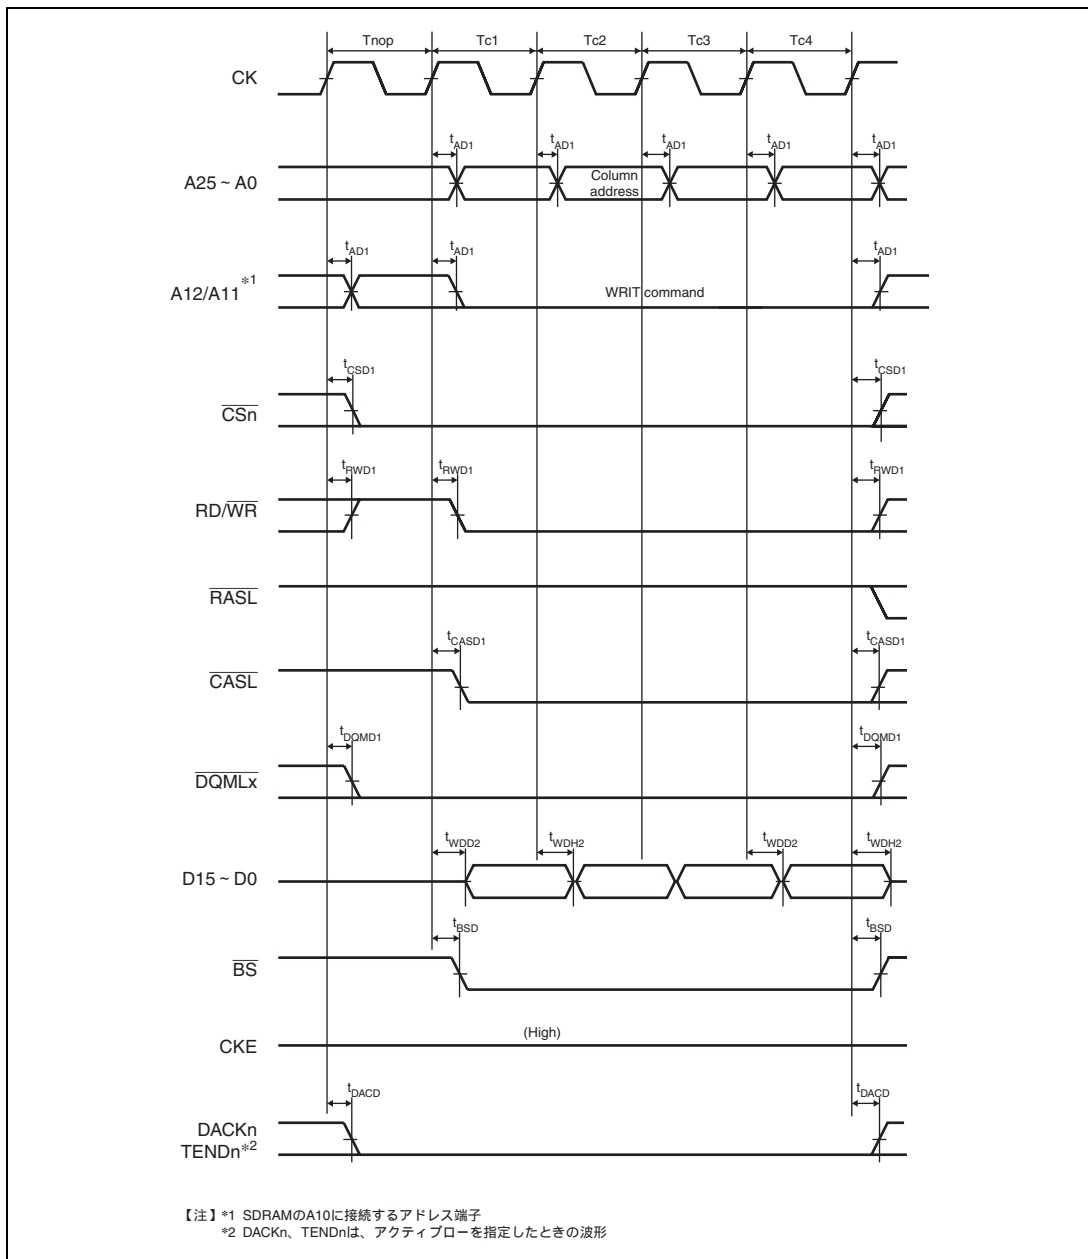 Tnop Tc1 Tc2 Tc3 Tc4
CK
tAD1 tAD1 tAD1 tAD1 tAD1
A25 ~ A0
Column
address
tAD1 tAD1 tAD1
A12/A11 *1
WRIT command
tCSD1 tCSD1
CSn
tRWD1 tRWD1 tRWD1
RD/WR
RASL
tCASD1 tCASD1
CASL
tDQMD1 tDQMD1
DQMLx
tWDD2 tWDH2 tWDD2 tWDH2
D15 ~ D0
tBSD tBSD
BS
(High)
CKE
tDACD tDACD
DACKn
TENDn*2
【注】*1 SDRAMのA10に接続するアドレス端子
*2 DACKn、TENDnは、アクティブローを指定したときの波形